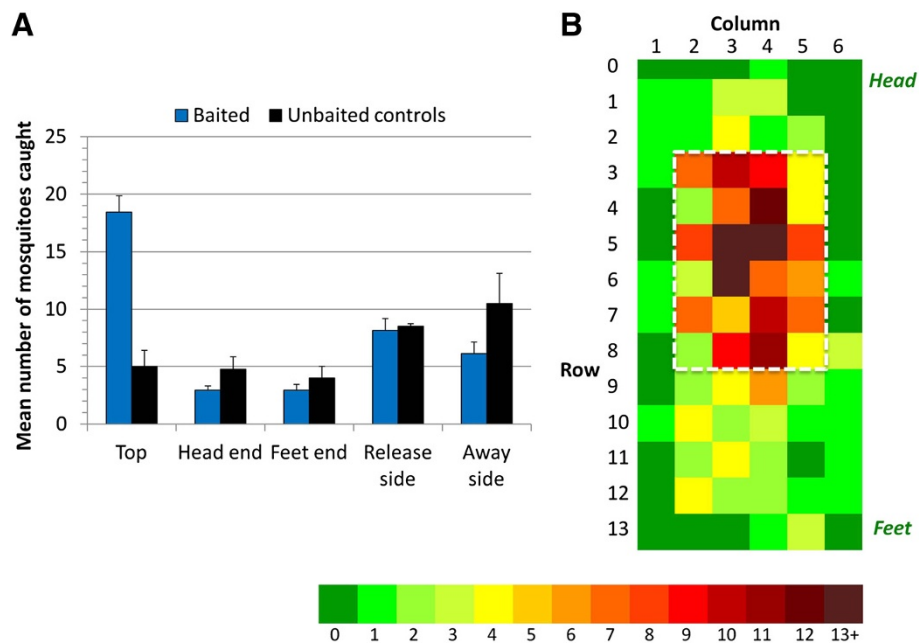 A
Baited Unbaited controls
Mean number of mosquitoes caught
25
20
15
10
5
0
Top Head end Feet end Release side Away side
B
Column
1 2 3 4 5 6
Row
0
1
2
3
4
5
6
7
8
9
10
11
12
13
Head
Feet
0 1 2 3 4 5 6 7 8 9 10 11 12 13+